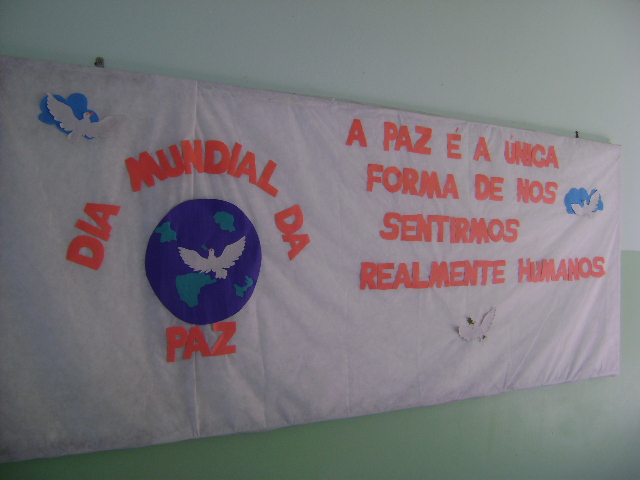 DIA MUNDIAL DA
PAZ
A PAZ É A ÚNICA
FORMA DE NOS
SENTIRMOS
REALMENTE HUMANOS.